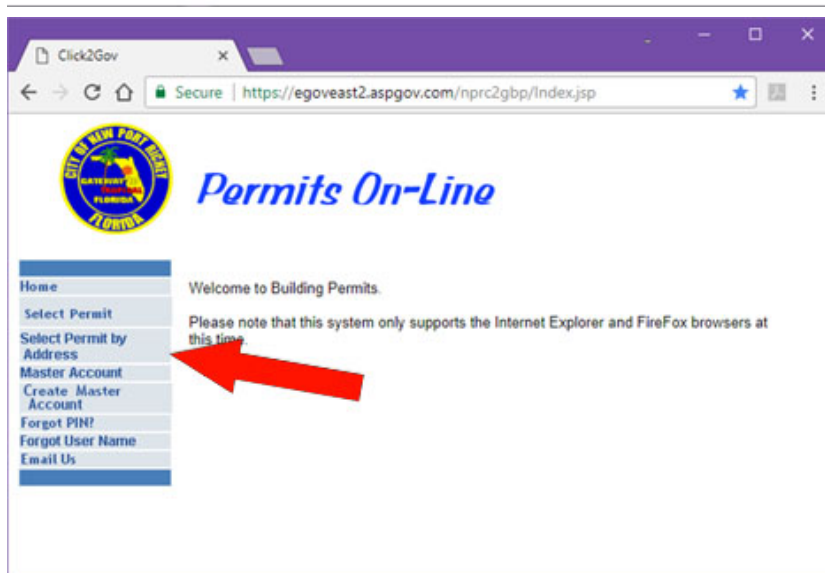 Click2Gov
Secure | https://egoveast2.aspgov.com/nprc2gbp/Index.jsp
CITY OF NEW PORT RICHEY
GATEWAY
TROPICAL
FLORIDA
FLORIDA
Permits On-Line
Home
Select Permit
Select Permit by
Address
Master Account
Create Master
Account
Forgot PIN?
Forgot User Name
Email Us
Welcome to Building Permits.
Please note that this system only supports the Internet Explorer and FireFox browsers at
this time.